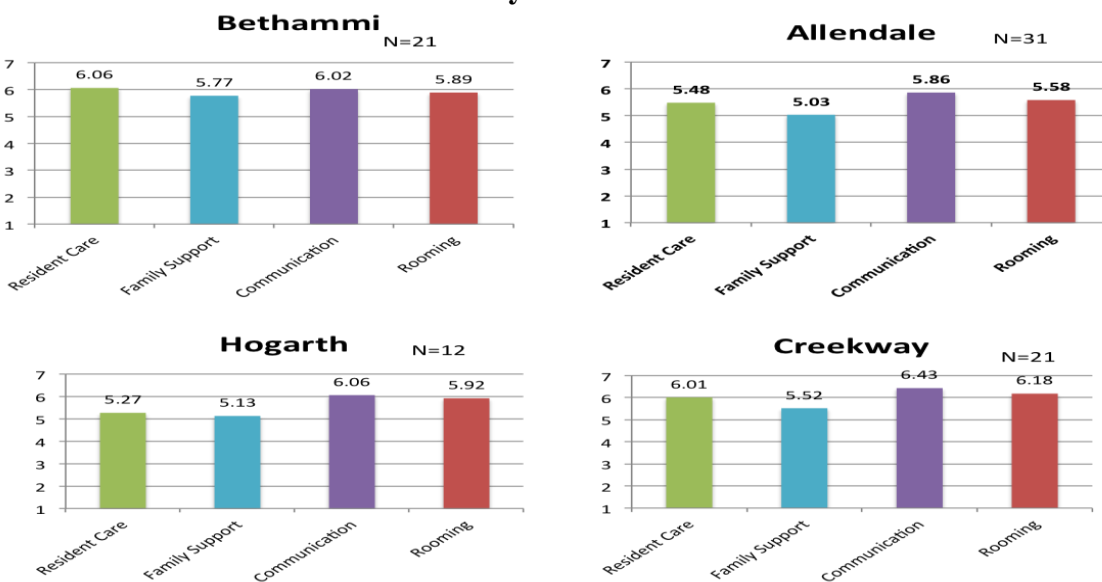 Bethammi
N=21
7
6
5
4
3
2
1
6.06
5.77
6.02
5.89
Resident Care
Family Support
Communication
Rooming
Allendale
N=31
7
6
5
4
3
2
1
5.48
5.03
5.86
5.58
Resident Care
Family Support
Communication
Rooming
Hogarth
N=12
7
6
5
4
3
2
1
5.27
5.13
6.06
5.92
Resident Care
Family Support
Communication
Rooming
Creekway
N=21
7
6
5
4
3
2
1
6.01
5.52
6.43
6.18
Resident Care
Family Support
Communication
Rooming